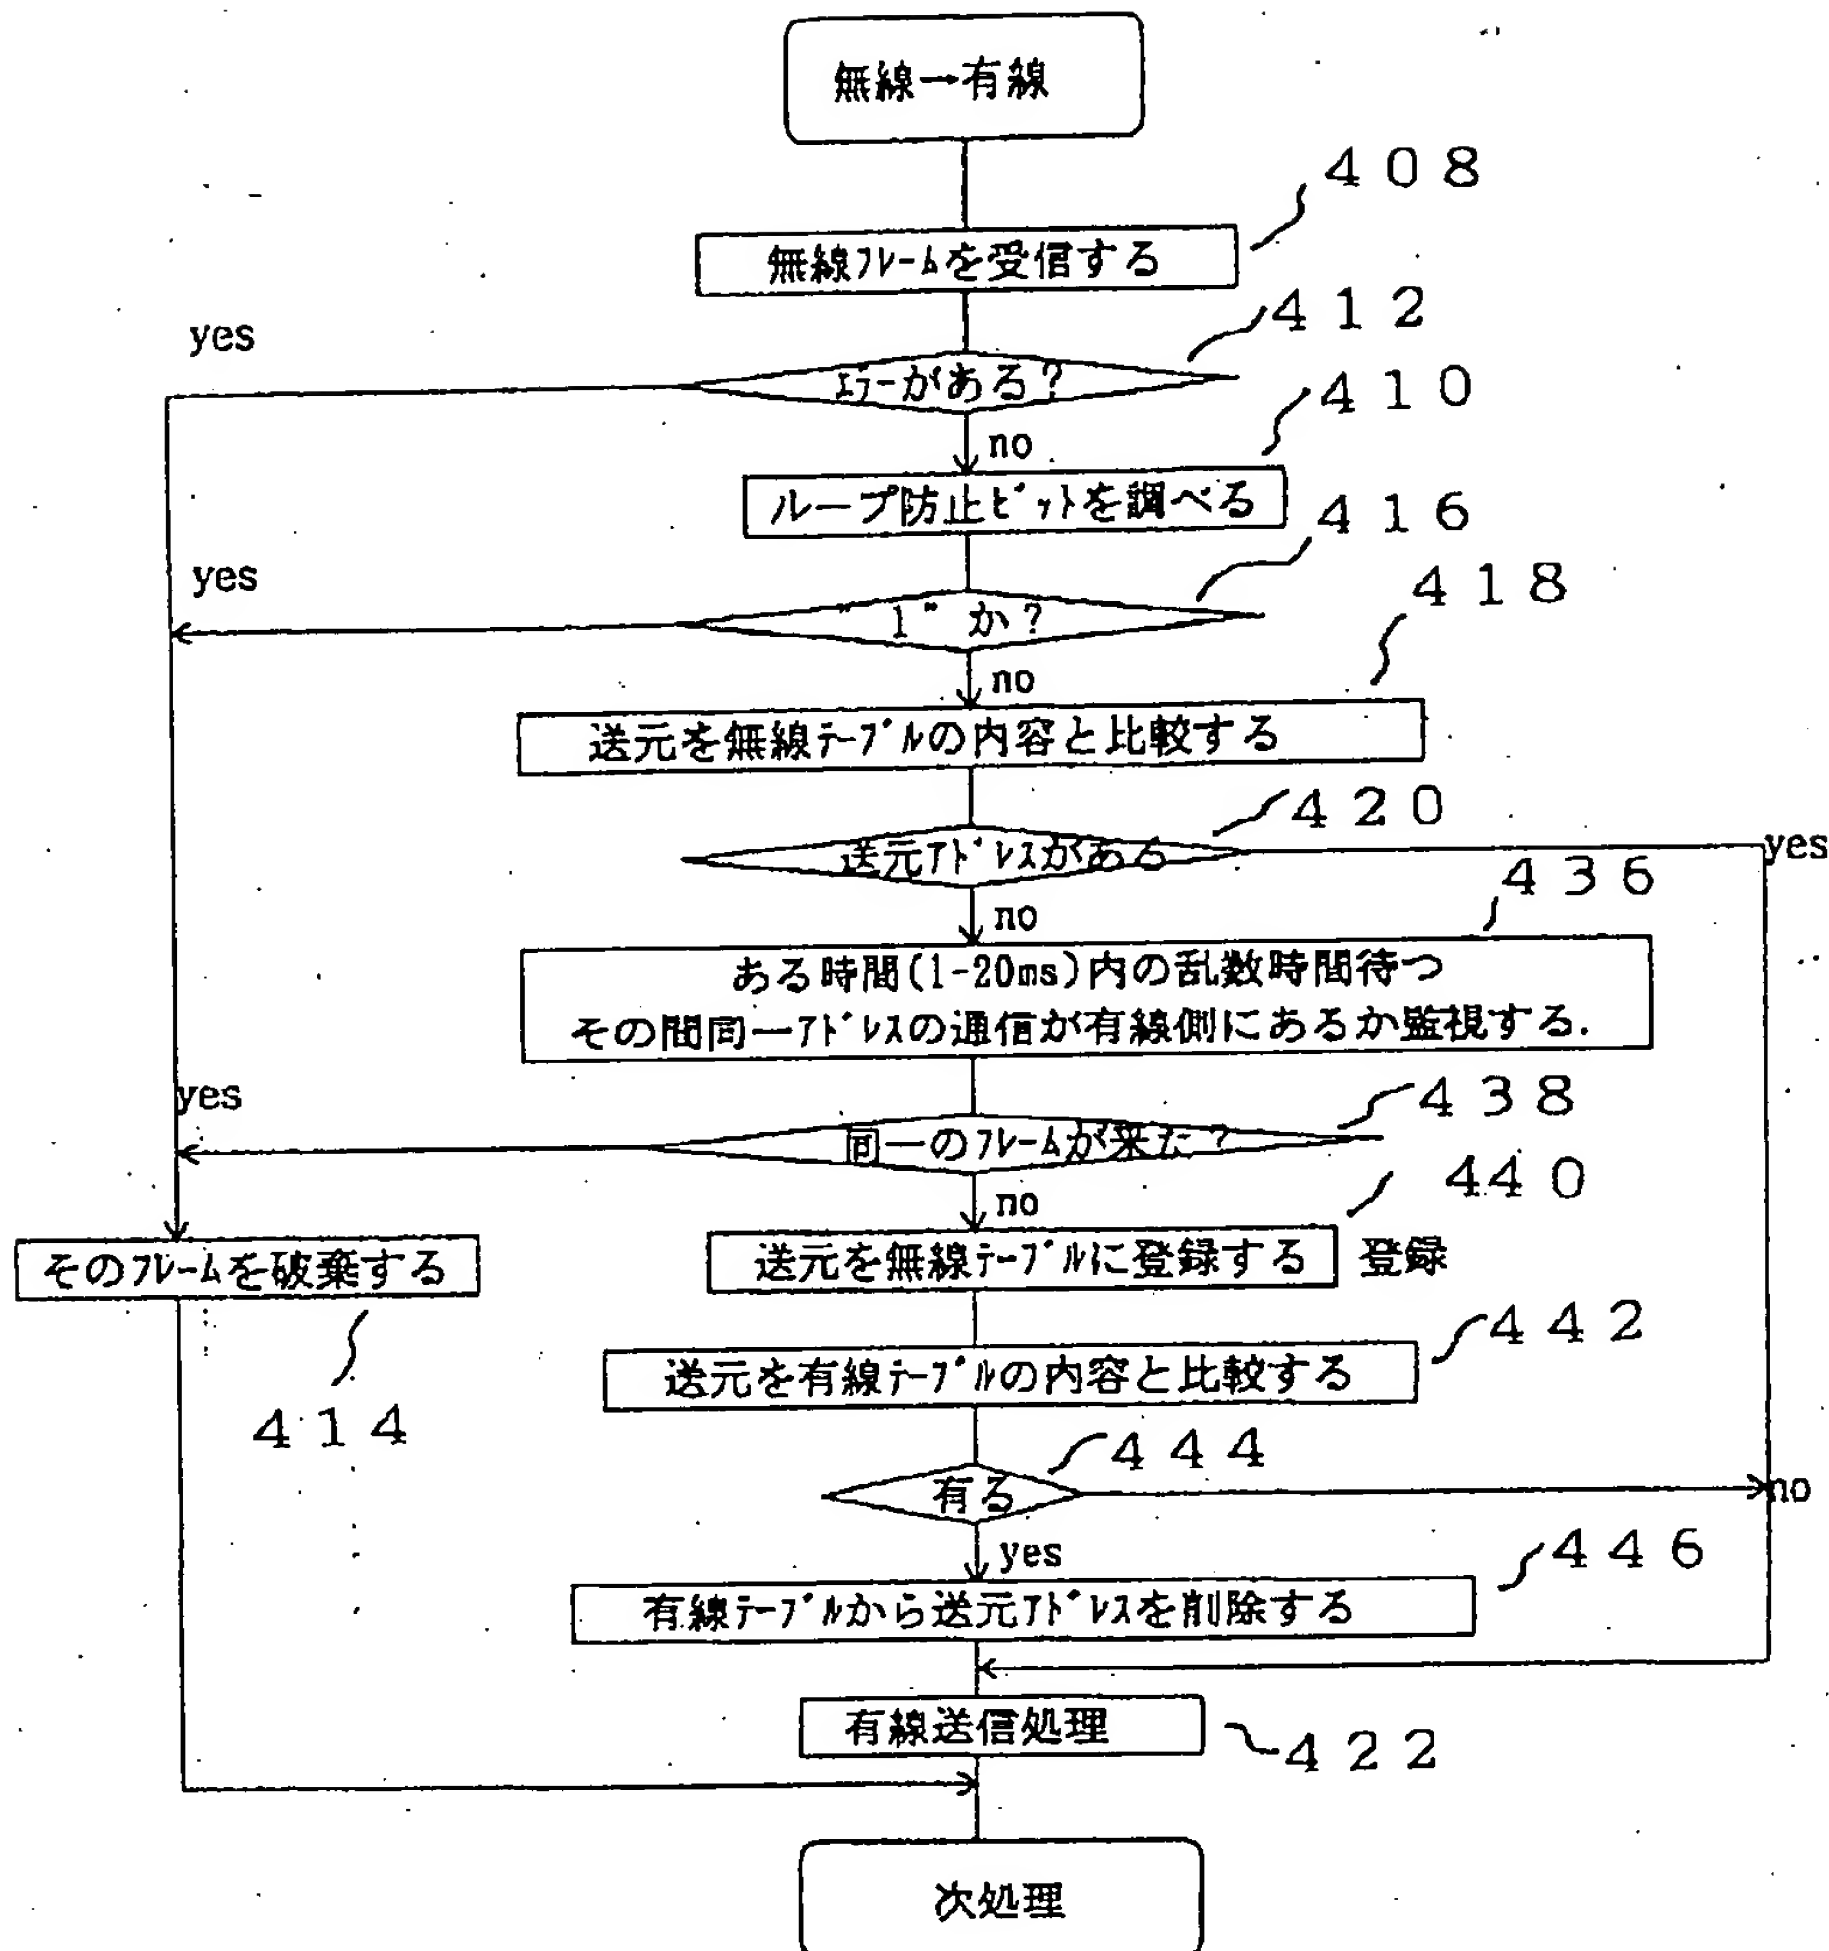 無線→有線
408
無線ﾌﾚｰﾑを受信する
412
yes
ｴﾗｰがある?
410
no
ループ防止ﾋﾞｯﾄを調べる
416
yes
"1"か?
418
no
送元を無線ﾃｰﾌﾞﾙの内容と比較する
420
送元ｱﾄﾞﾚｽがある
yes
436
no
ある時間(1-20ms)内の乱数時間待つ
その間同一ｱﾄﾞﾚｽの通信が有線側にあるか監視する.
438
yes
同一のﾌﾚｰﾑが来た?
440
no
そのﾌﾚｰﾑを破棄する
送元を無線ﾃｰﾌﾞﾙに登録する
登録
442
送元を有線ﾃｰﾌﾞﾙの内容と比較する
414
444
有る
no
yes
446
有線ﾃｰﾌﾞﾙから送元ｱﾄﾞﾚｽを削除する
有線送信処理
422
次処理